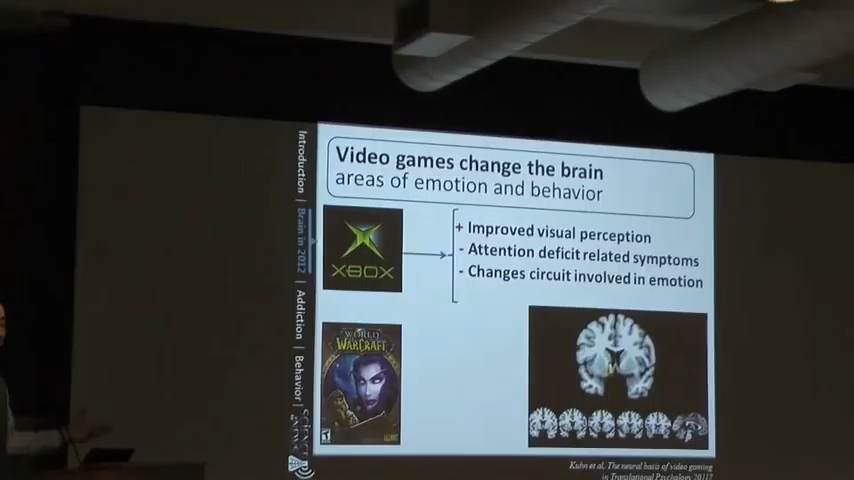 Video games change the brain
areas of emotion and behavior
Introduction | Brain in 2012 | Addiction | Behavior |
XBOX
+ Improved visual perception
- Attention deficit related symptoms
- Changes circuit involved in emotion
WORLD
WARCRAFT
Kuhn et al, The neural basis of video gaming
in Translational Psychology